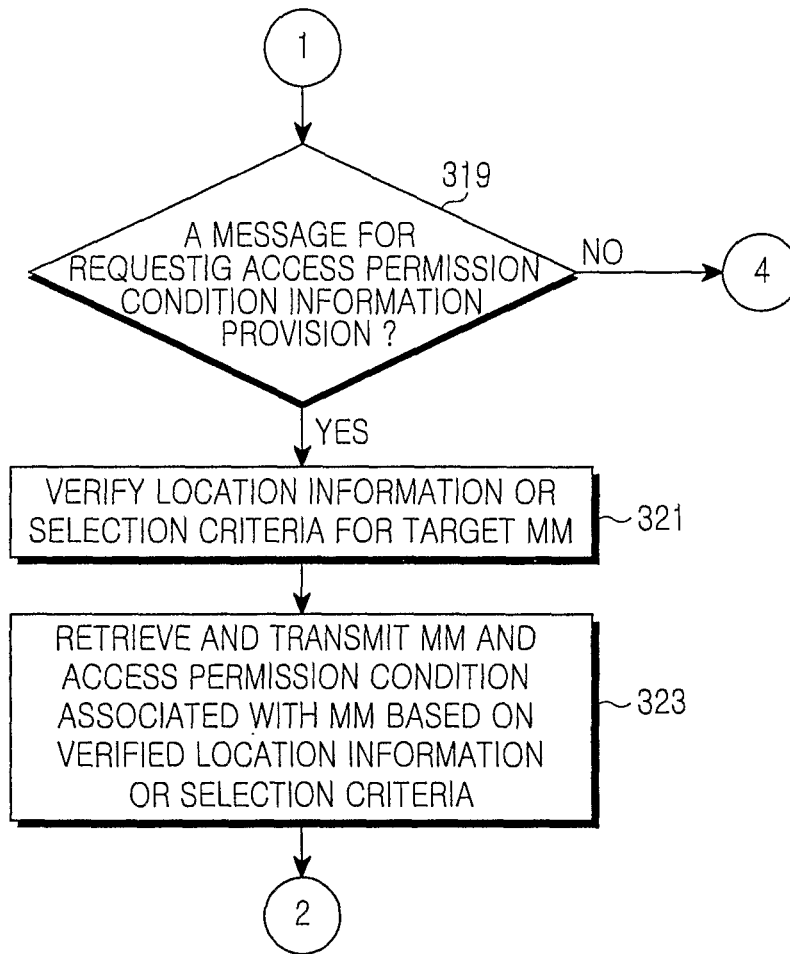 1
319
A MESSAGE FOR
REQUESTIG ACCESS PERMISSION
CONDITION INFORMATION
PROVISION ?
NO
4
YES
VERIFY LOCATION INFORMATION OR
SELECTION CRITERIA FOR TARGET MM
321
RETRIEVE AND TRANSMIT MM AND
ACCESS PERMISSION CONDITION
ASSOCIATED WITH MM BASED ON
VERIFIED LOCATION INFORMATION
OR SELECTION CRITERIA
323
2